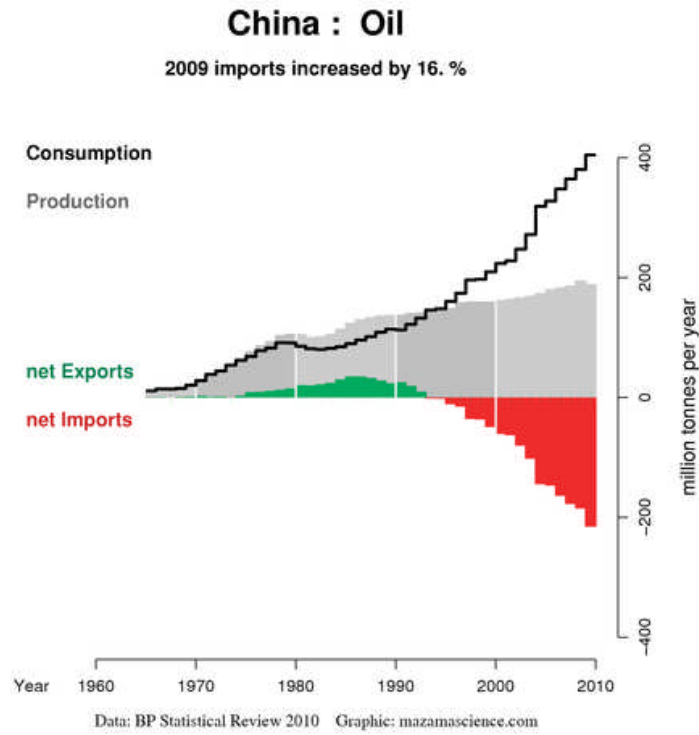 China : Oil
2009 imports increased by 16. %
Consumption
Production
net Exports
net Imports
400
200
0
-200
-400
million tonnes per year
Year 1960 1970 1980 1990 2000 2010
Data: BP Statistical Review 2010 Graphic: mazamascience.com